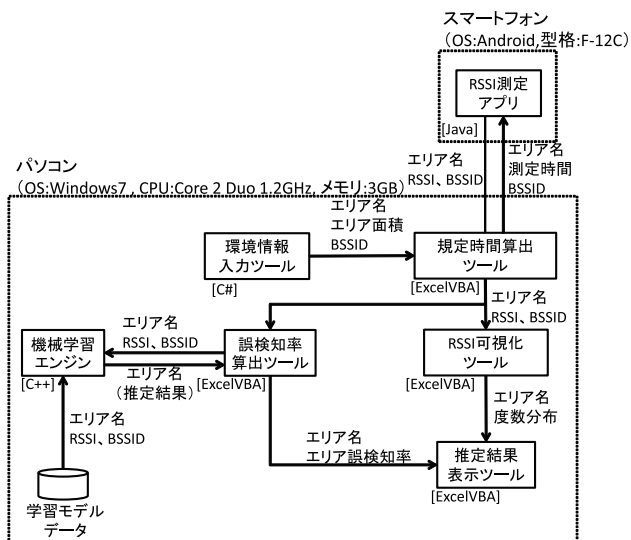 スマートフォン
（OS:Android,型格:F-12C）
RSSI測定
アプリ
[Java]
エリア名
RSSI、BSSID
エリア名
測定時間
BSSID
パソコン
（OS:Windows7 , CPU:Core 2 Duo 1.2GHz, メモリ:3GB）
エリア名
エリア面積
BSSID
環境情報
入力ツール
[C#]
規定時間算出
ツール
[ExcelVBA]
エリア名
RSSI、BSSID
機械学習
エンジン
[C++]
エリア名
RSSI、BSSID
エリア名
（推定結果）
誤検知率
算出ツール
[ExcelVBA]
RSSI可視化
ツール
[ExcelVBA]
エリア名
RSSI、BSSID
エリア名
度数分布
エリア名
エリア誤検知率
推定結果
表示ツール
[ExcelVBA]
学習モデル
データ